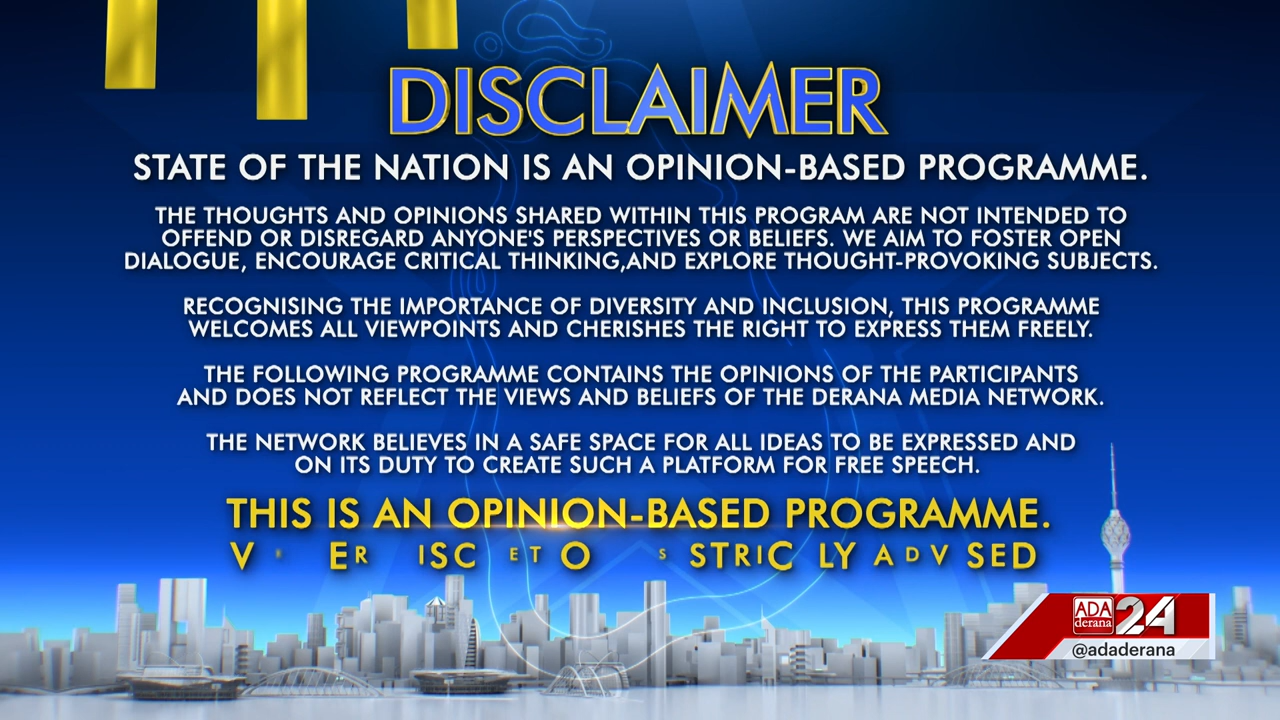 DISCLAIMER
STATE OF THE NATION IS AN OPINION-BASED PROGRAMME.
THE THOUGHTS AND OPINIONS SHARED WITHIN THIS PROGRAM ARE NOT INTENDED TO
OFFEND OR DISREGARD ANYONE'S PERSPECTIVES OR BELIEFS. WE AIM TO FOSTER OPEN
DIALOGUE, ENCOURAGE CRITICAL THINKING,AND EXPLORE THOUGHT-PROVOKING SUBJECTS.
RECOGNISING THE IMPORTANCE OF DIVERSITY AND INCLUSION, THIS PROGRAMME
WELCOMES ALL VIEWPOINTS AND CHERISHES THE RIGHT TO EXPRESS THEM FREELY.
THE FOLLOWING PROGRAMME CONTAINS THE OPINIONS OF THE PARTICIPANTS
AND DOES NOT REFLECT THE VIEWS AND BELIEFS OF THE DERANA MEDIA NETWORK.
THE NETWORK BELIEVES IN A SAFE SPACE FOR ALL IDEAS TO BE EXPRESSED AND
ON ITS DUTY TO CREATE SUCH A PLATFORM FOR FREE SPEECH.
THIS IS AN OPINION-BASED PROGRAMME.
STRIC LY ADV SED
ADA
derana 24
@adaderana